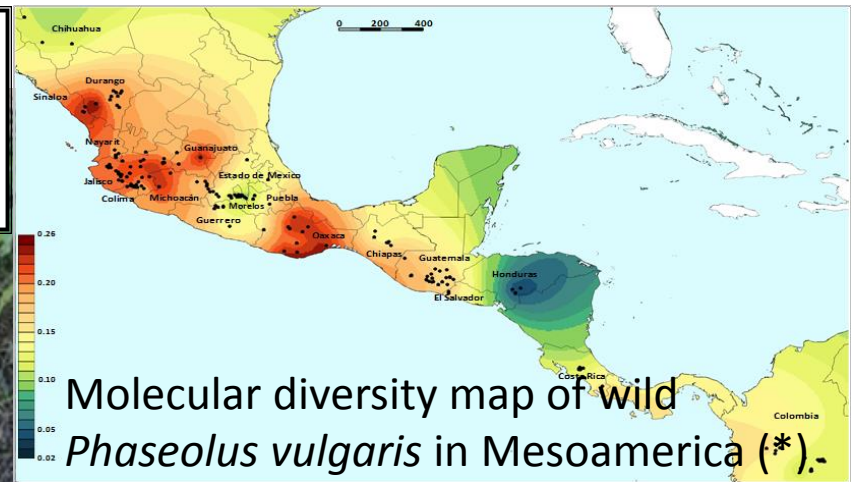 Chihuahua
0 200 400
Durango
Sinaloa
Nayarit
Guanajuato
Jalisco
Estado de Mexico
Colima
Michoacán
Morelos
Puebla
Guerrero
Oaxaca
Chiapas
Guatemala
Honduras
El Salvador
Costa Rica
Colombia
0.26
0.20
0.15
0.10
0.05
0.02
Molecular diversity map of wild
Phaseolus vulgaris in Mesoamerica (*)